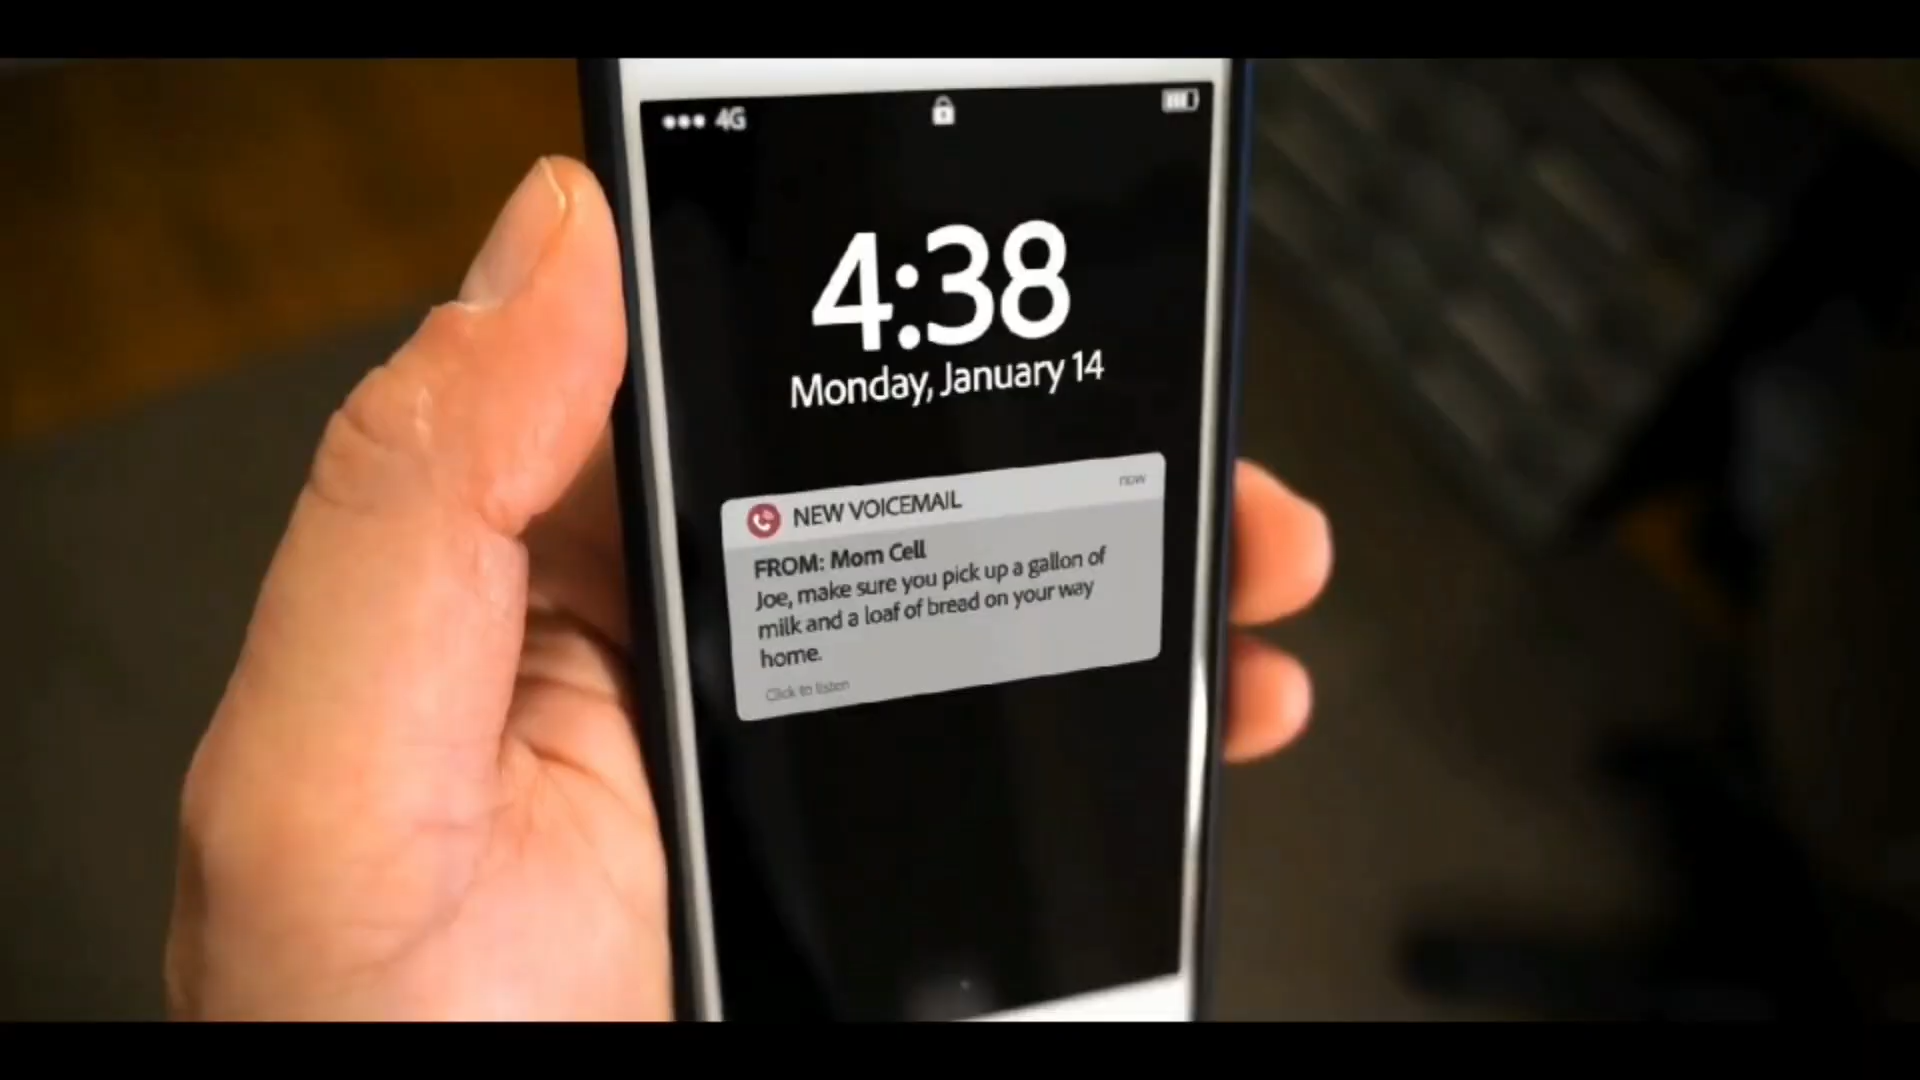 4G
4:38
Monday, January 14
NEW VOICEMAIL now
FROM: Mom Cell
Joe, make sure you pick up a gallon of
milk and a loaf of bread on your way
home.
Click to listen